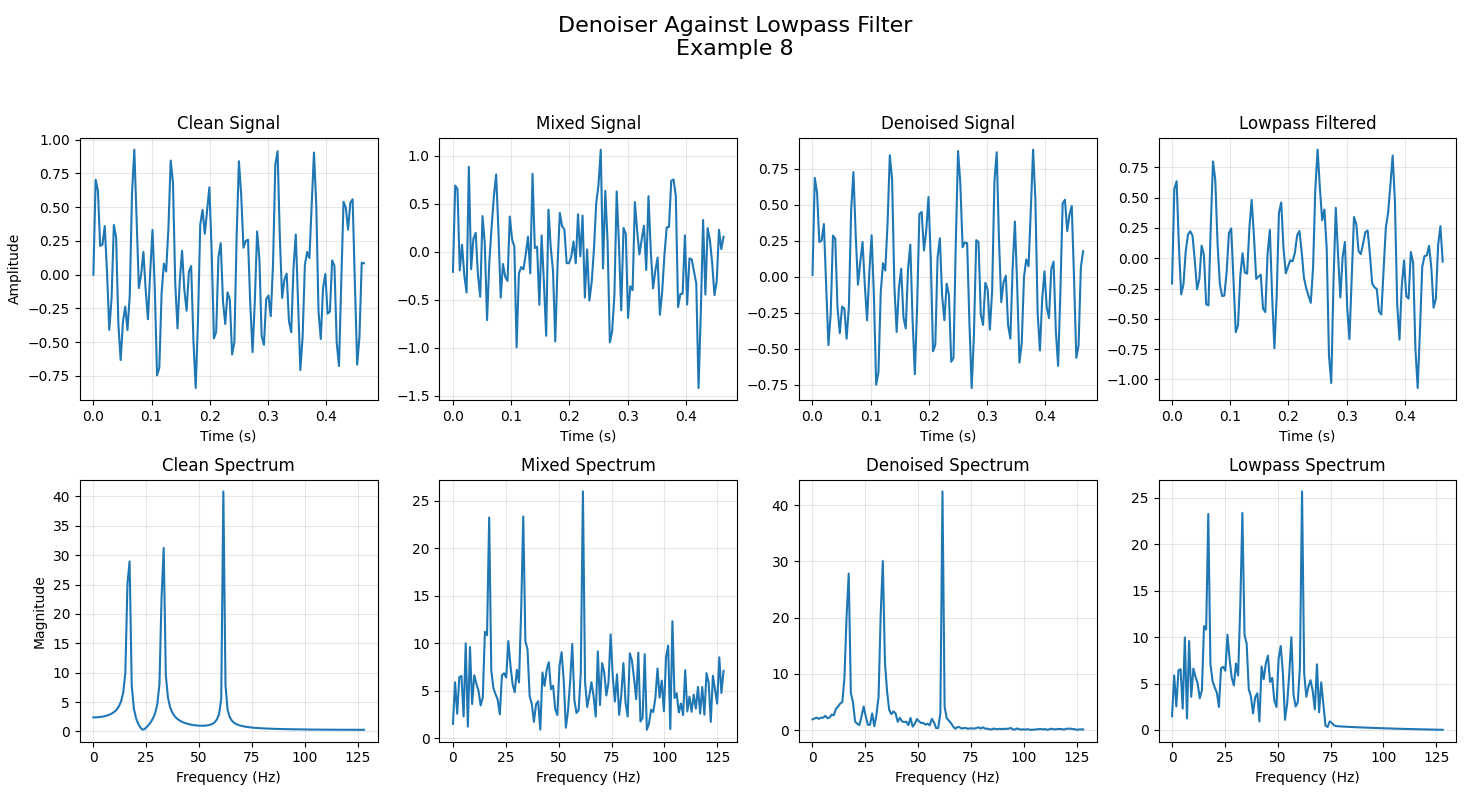 Denoiser Against Lowpass Filter
Example 8
Clean Signal
Amplitude
1.00
0.75
0.50
0.25
0.00
−0.25
−0.50
−0.75
0.0 0.1 0.2 0.3 0.4
Time (s)
Mixed Signal
1.0
0.5
0.0
−0.5
−1.0
−1.5
0.0 0.1 0.2 0.3 0.4
Time (s)
Denoised Signal
0.75
0.50
0.25
0.00
−0.25
−0.50
−0.75
0.0 0.1 0.2 0.3 0.4
Time (s)
Lowpass Filtered
0.75
0.50
0.25
0.00
−0.25
−0.50
−0.75
−1.00
0.0 0.1 0.2 0.3 0.4
Time (s)
Clean Spectrum
Magnitude
40
35
30
25
20
15
10
5
0
0 25 50 75 100 125
Frequency (Hz)
Mixed Spectrum
25
20
15
10
5
0
0 25 50 75 100 125
Frequency (Hz)
Denoised Spectrum
40
30
20
10
0
0 25 50 75 100 125
Frequency (Hz)
Lowpass Spectrum
25
20
15
10
5
0
0 25 50 75 100 125
Frequency (Hz)